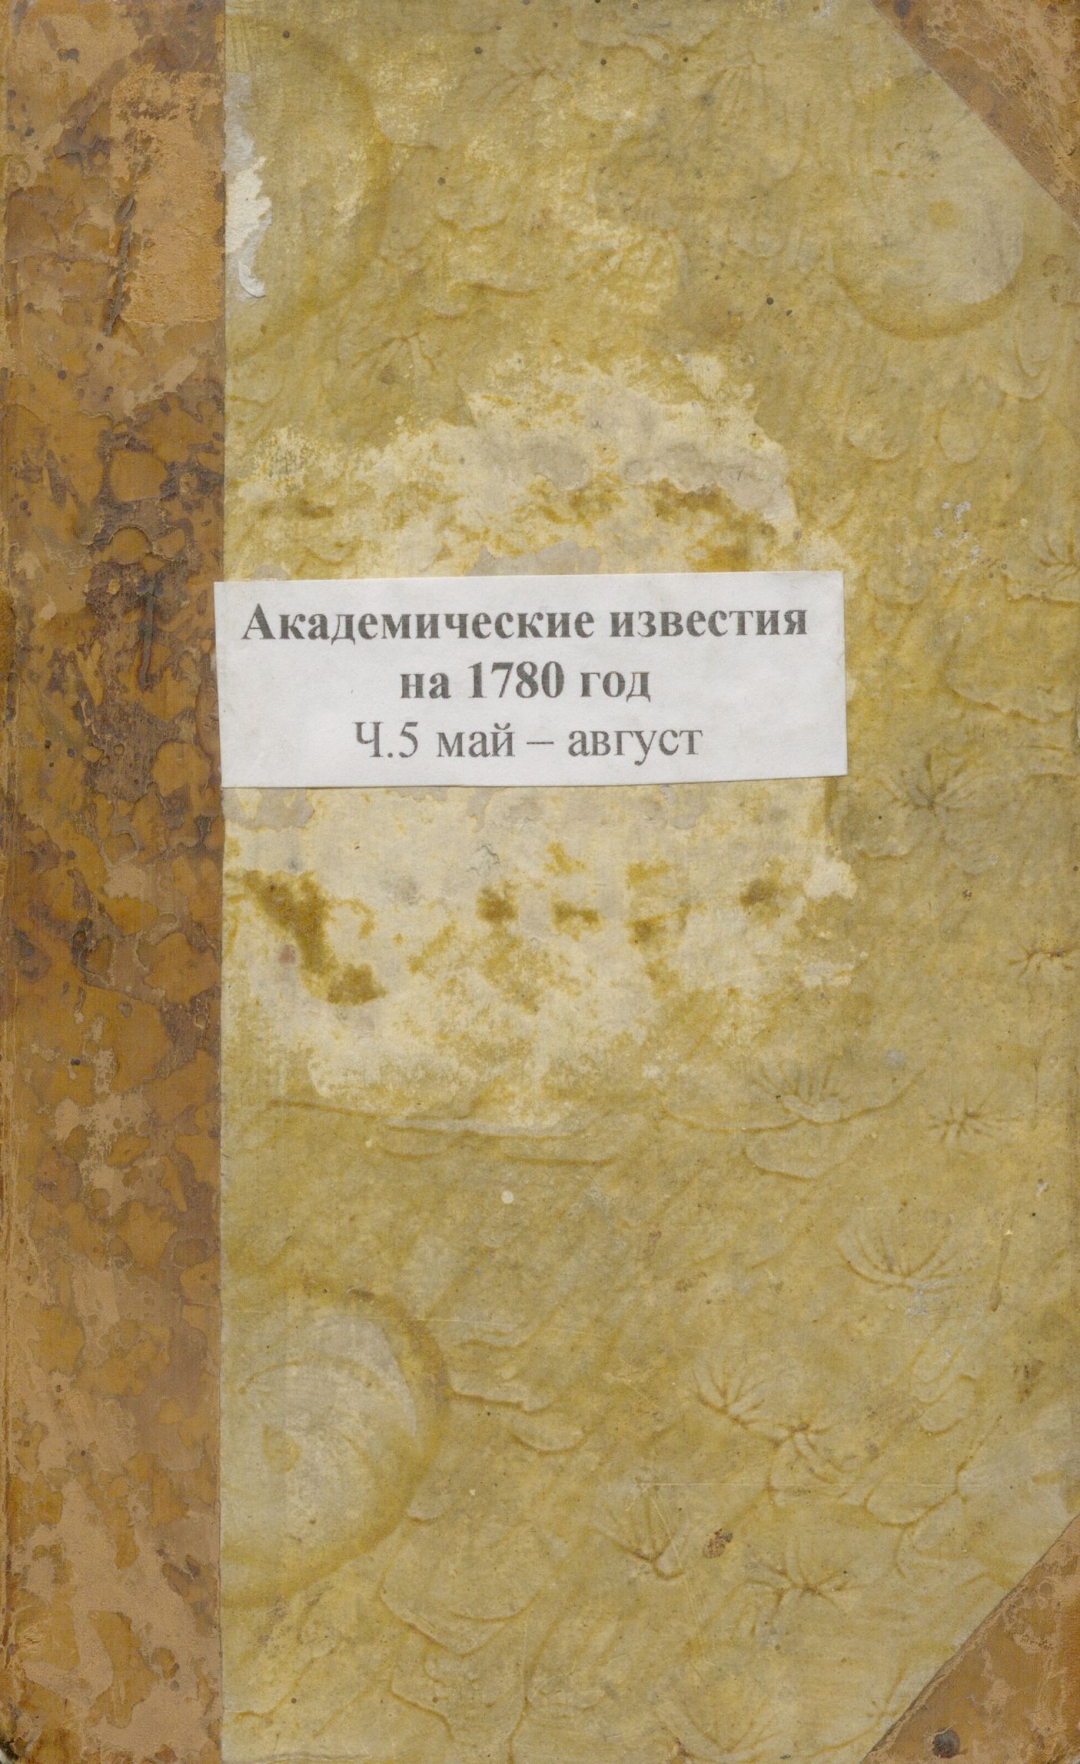 Академические известия
на 1780 год
Ч.5 май – август